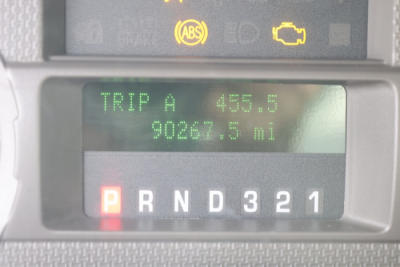 ABS
TRIP A 455.5
90267.5 mi
P R N D 3 2 1